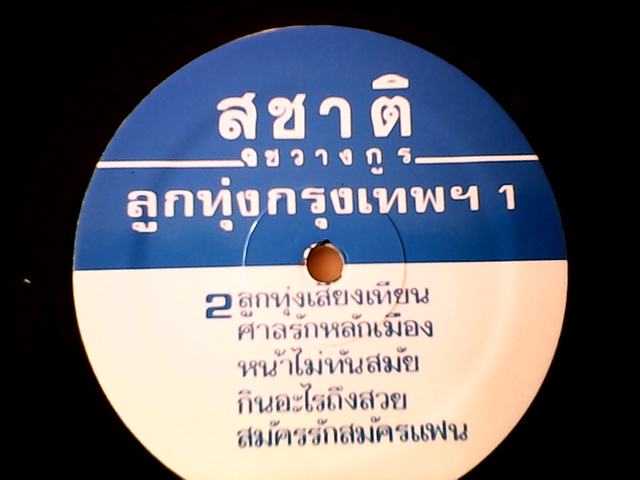 สุชาติ
ชวางกูร
ลูกทุ่งกรุงเทพฯ 1
2 ลูกทุ่งเสียงเทียน
ศาลรักหลักเมือง
หน้าไม่ทันสมัย
กินอะไรถึงสวย
สมัครรักสมัครแฟน